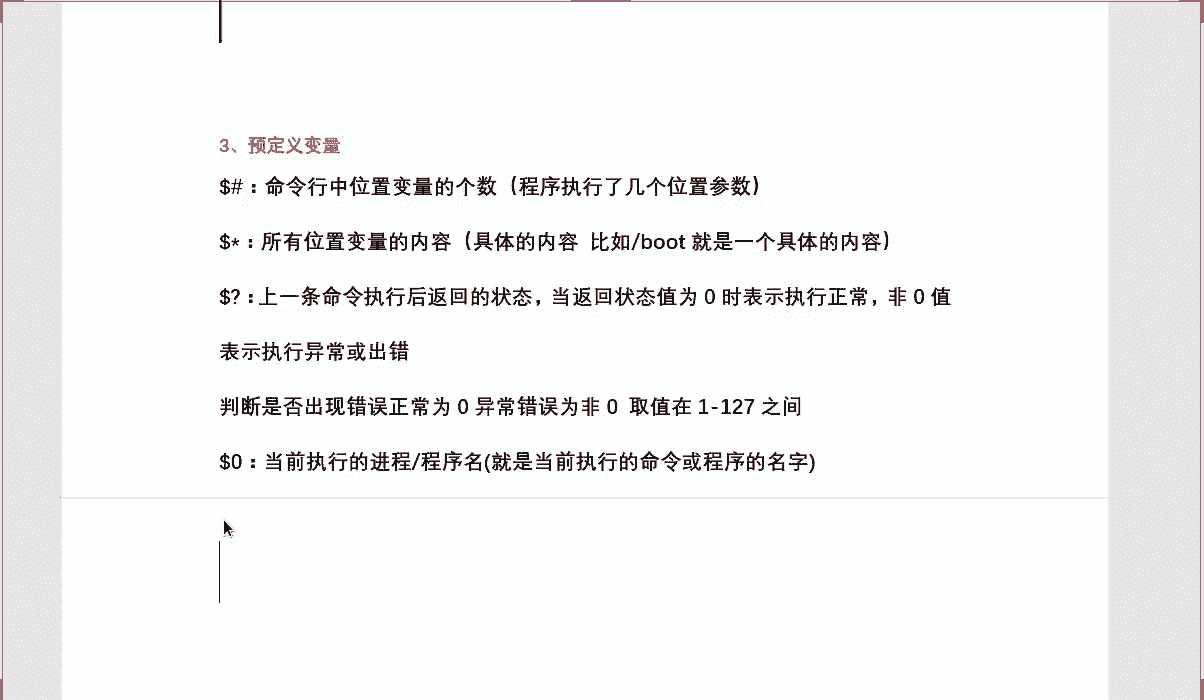 3、预定义变量
$#：命令行中位置变量的个数（程序执行了几个位置参数）
$*：所有位置变量的内容（具体的内容 比如/boot 就是一个具体的内容）
$?：上一条命令执行后返回的状态，当返回状态值为 0 时表示执行正常，非 0 值
表示执行异常或出错
判断是否出现错误正常为 0 异常错误为非 0 取值在 1-127 之间
$0：当前执行的进程/程序名(就是当前执行的命令或程序的名字)